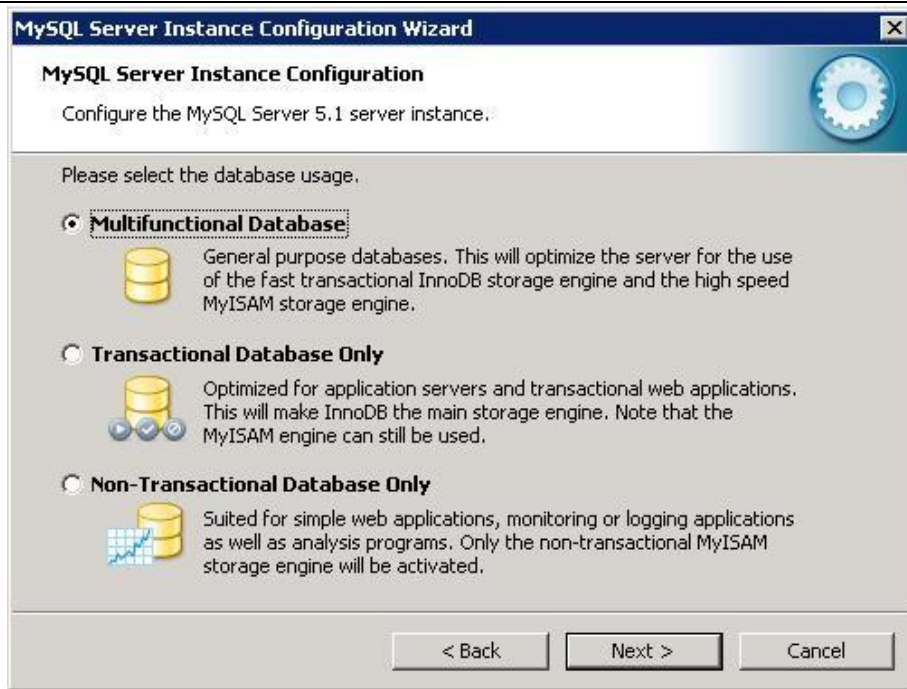 MySQL Server Instance Configuration Wizard
MySQL Server Instance Configuration
Configure the MySQL Server 5.1 server instance.
Please select the database usage.
Multifunctional Database
General purpose databases. This will optimize the server for the use
of the fast transactional InnoDB storage engine and the high speed
MyISAM storage engine.
Transactional Database Only
Optimized for application servers and transactional web applications.
This will make InnoDB the main storage engine. Note that the
MyISAM engine can still be used.
Non-Transactional Database Only
Suited for simple web applications, monitoring or logging applications
as well as analysis programs. Only the non-transactional MyISAM
storage engine will be activated.
< Back Next > Cancel